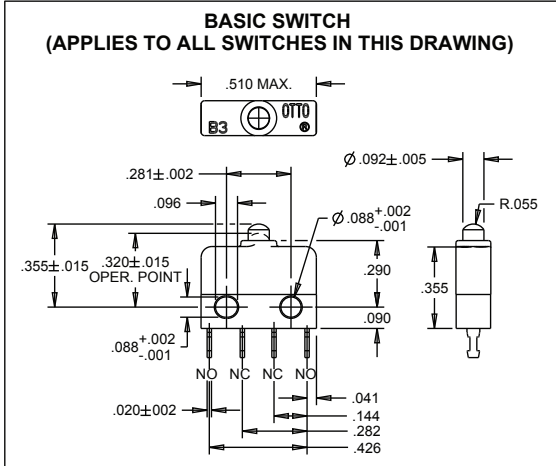 BASIC SWITCH
(APPLIES TO ALL SWITCHES IN THIS DRAWING)
.510 MAX.
B3 OTTO ®
Ø .092±.005
.281±.002
.096
Ø .088+.002 -.001
R.055
.355±.015
.320±.015
OPER. POINT
.290
.355
.090
.088+.002 -.001
NO NC NC NO
.041
.020±002
.144
.282
.426